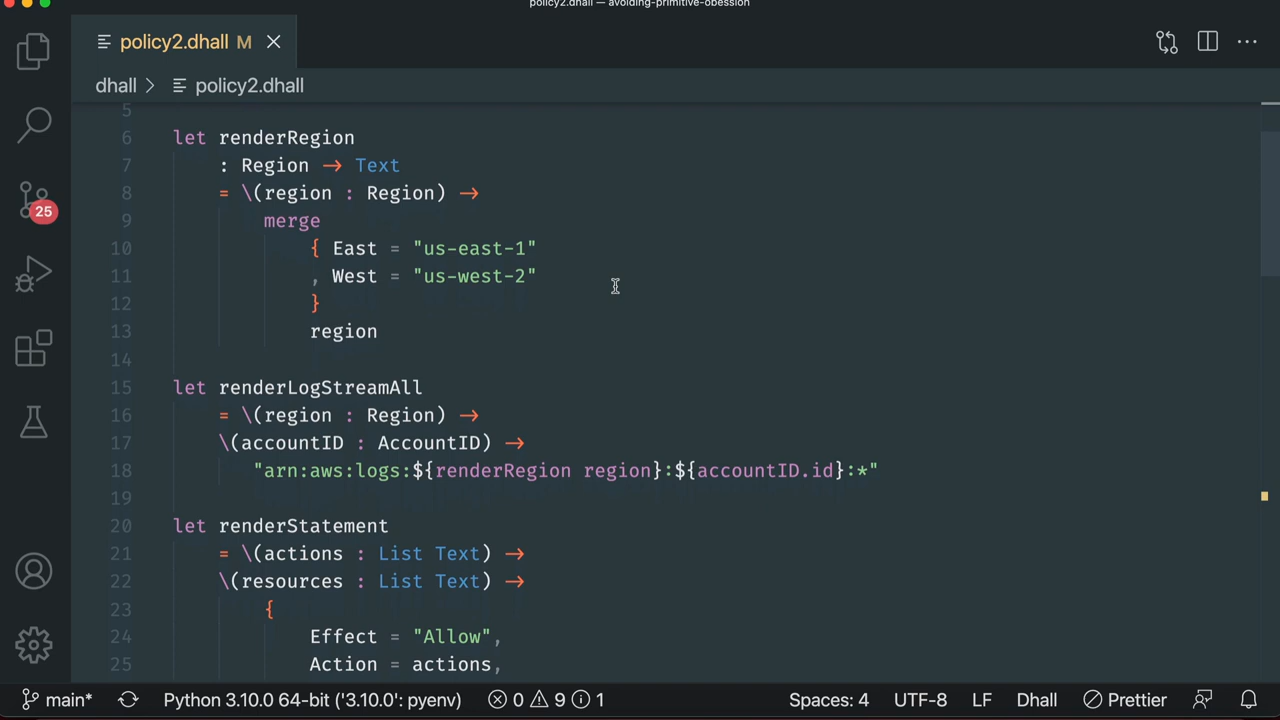 policy2.dhall — avoiding-primitive-obession
policy2.dhall M
dhall > policy2.dhall
5
6 let renderRegion
7 : Region → Text
8 = \(region : Region) →
9 merge
10 { East = "us-east-1"
11 , West = "us-west-2"
12 }
13 region
14
15 let renderLogStreamAll
16 = \(region : Region) →
17 \(accountID : AccountID) →
18 "arn:aws:logs:${renderRegion region}:${accountID.id}:*"
19
20 let renderStatement
21 = \(actions : List Text) →
22 \(resources : List Text) →
23 {
24 Effect = "Allow",
25 Action = actions,
25
main* Python 3.10.0 64-bit ('3.10.0': pyenv) 0 9 1 Spaces: 4 UTF-8 LF Dhall Prettier